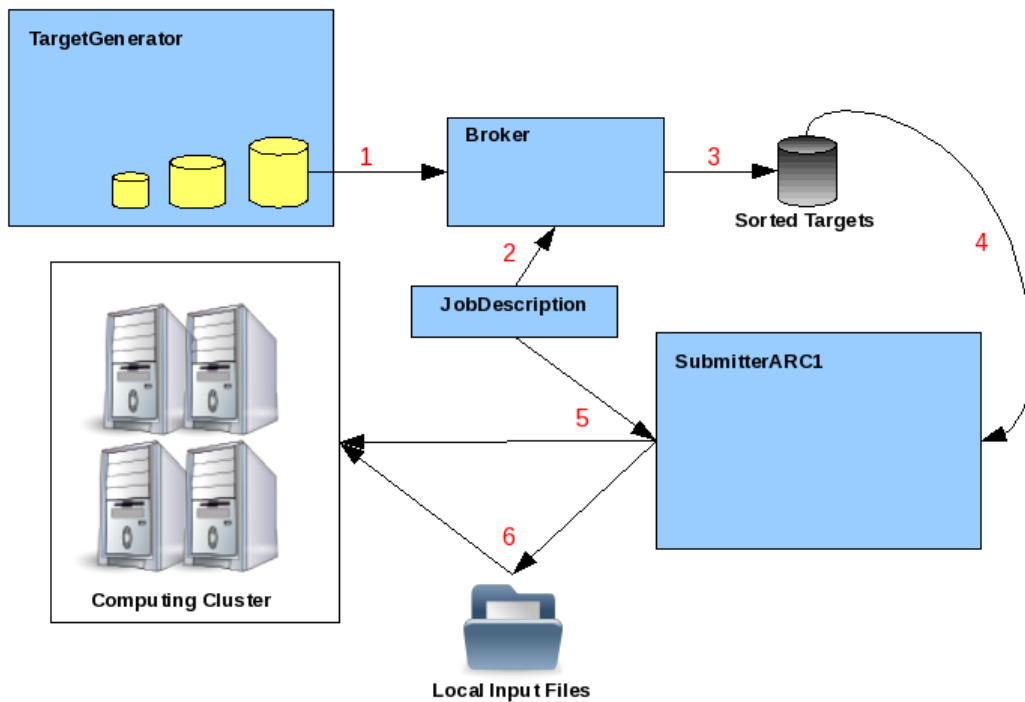 TargetGenerator
1
Broker
3
Sorted Targets
4
2
JobDescription
SubmitterARC1
5
6
Computing Cluster
Local Input Files